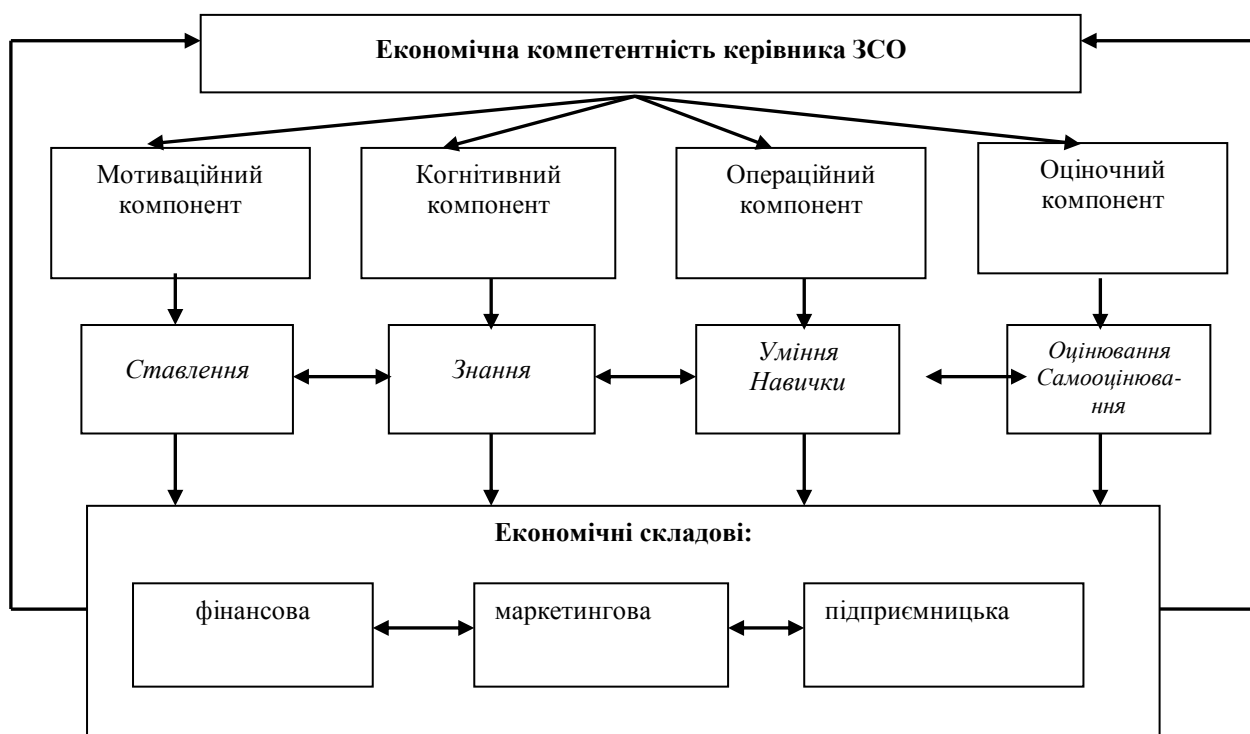 Економічна компетентність керівника ЗСО
Мотиваційний
компонент
Когнітивний
компонент
Операційний
компонент
Оціночний
компонент
Ставлення
Знання
Уміння
Навички
Оцінювання
Самооцінюва-
ння
Економічні складові:
фінансова
маркетингова
підприємницька